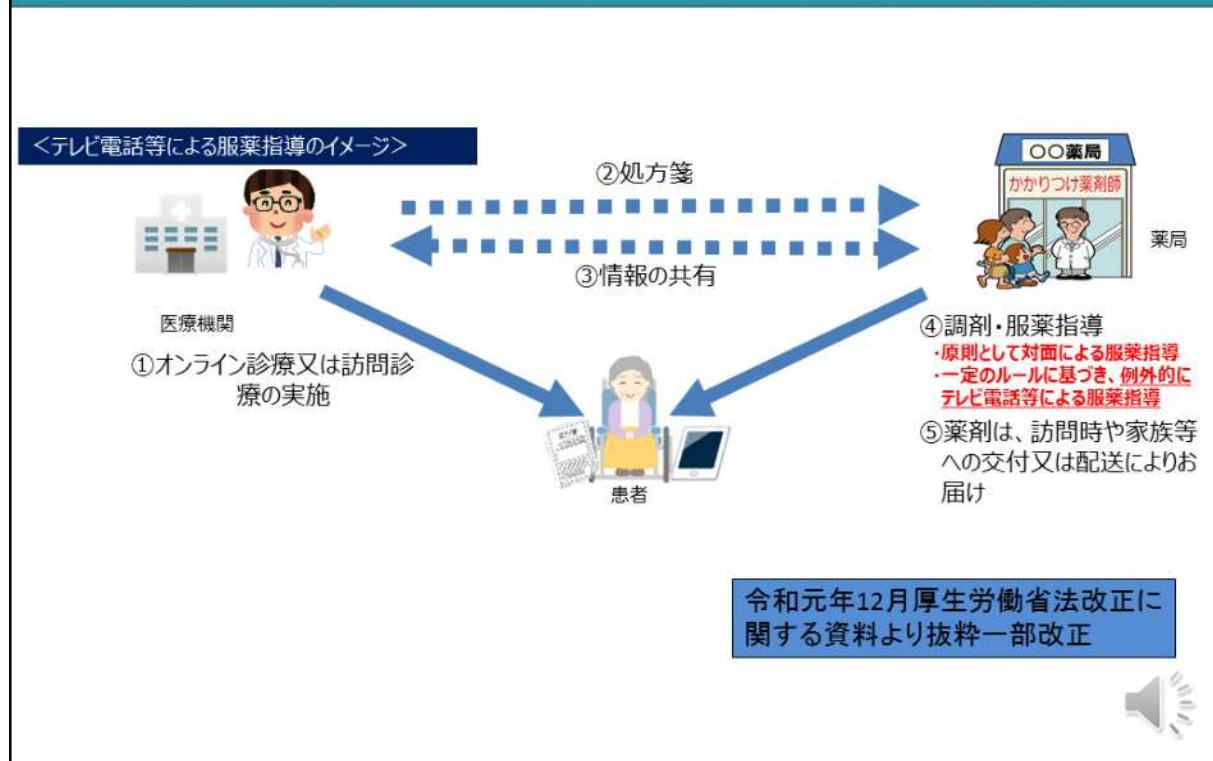 ＜テレビ電話等による服薬指導のイメージ＞
②処方箋
③情報の共有
○○薬局
かかりつけ薬剤師
薬局
医療機関
①オンライン診療又は訪問診
療の実施
患者
④調剤・服薬指導
・原則として対面による服薬指導
・一定のルールに基づき、例外的に
テレビ電話等による服薬指導
⑤薬剤は、訪問時や家族等
への交付又は配送によりお
届け
令和元年12月厚生労働省法改正に
関する資料より抜粋一部改正